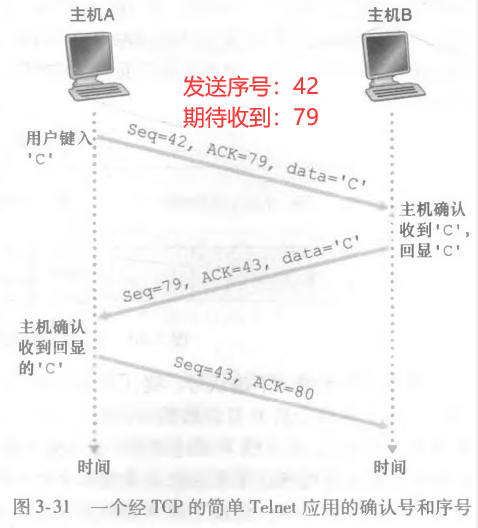 主机A
主机B
发送序号：42
期待收到：79
用户键入
'C'
Seq=42, ACK=79, data='C'
主机确认
收到'C',
回显'C'
Seq=79, ACK=43, data='C'
主机确认
收到回显
的'C'
Seq=43, ACK=80
时间
时间
图 3-31 一个经 TCP 的简单 Telnet 应用的确认号和序号